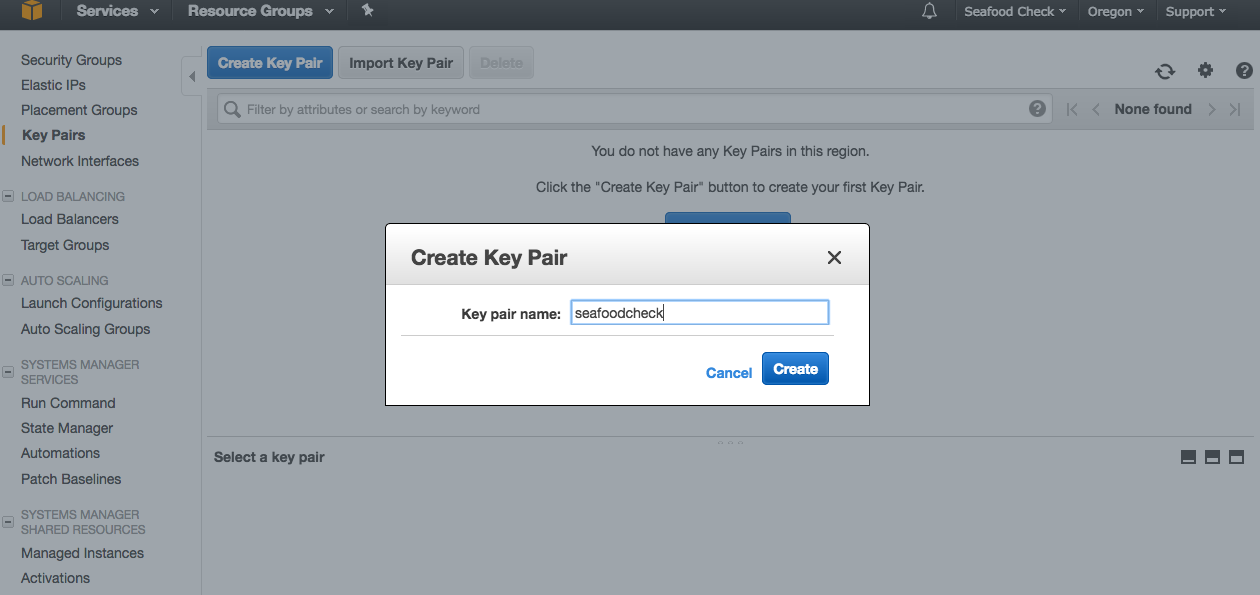 Services Resource Groups Seafood Check Oregon Support
Security Groups
Elastic IPs
Placement Groups
Key Pairs
Network Interfaces
LOAD BALANCING
Load Balancers
Target Groups
AUTO SCALING
Launch Configurations
Auto Scaling Groups
SYSTEMS MANAGER
SERVICES
Run Command
State Manager
Automations
Patch Baselines
SYSTEMS MANAGER
SHARED RESOURCES
Managed Instances
Activations
Create Key Pair Import Key Pair Delete
Filter by attributes or search by keyword None found
You do not have any Key Pairs in this region.
Click the "Create Key Pair" button to create your first Key Pair.
Create Key Pair
Key pair name: seafoodcheck
Cancel Create
Select a key pair